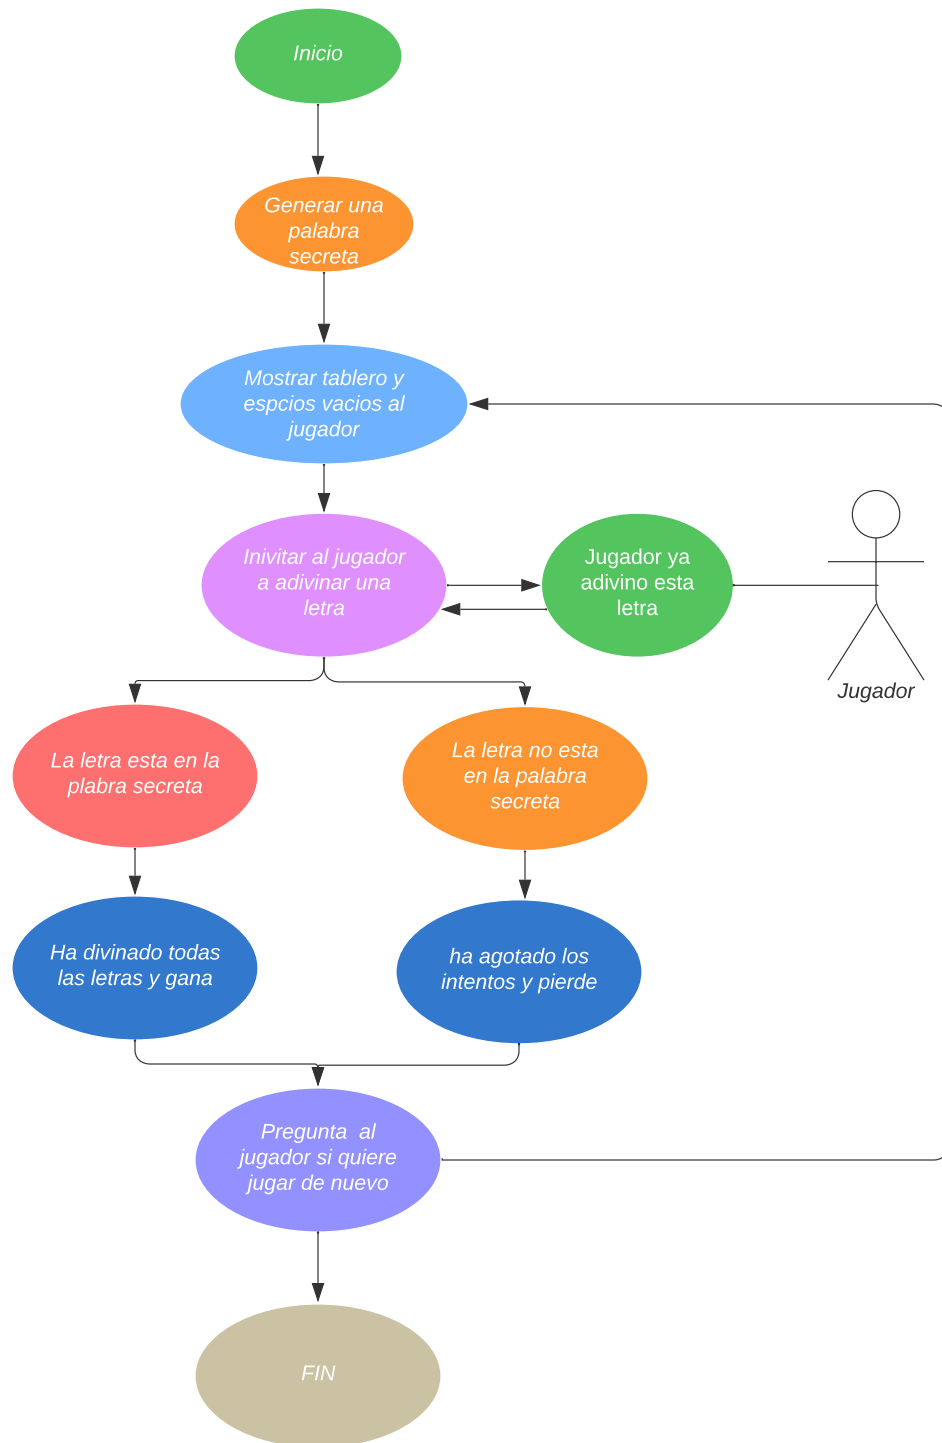 Inicio
Generar una
palabra
secreta
Mostrar tablero y
espcios vacios al
jugador
Inivitar al jugador
a adivinar una
letra
Jugador ya
adivino esta
letra
Jugador
La letra esta en la
plabra secreta
La letra no esta
en la palabra
secreta
Ha divinado todas
las letras y gana
ha agotado los
intentos y pierde
Pregunta  al
jugador si quiere
jugar de nuevo
FIN